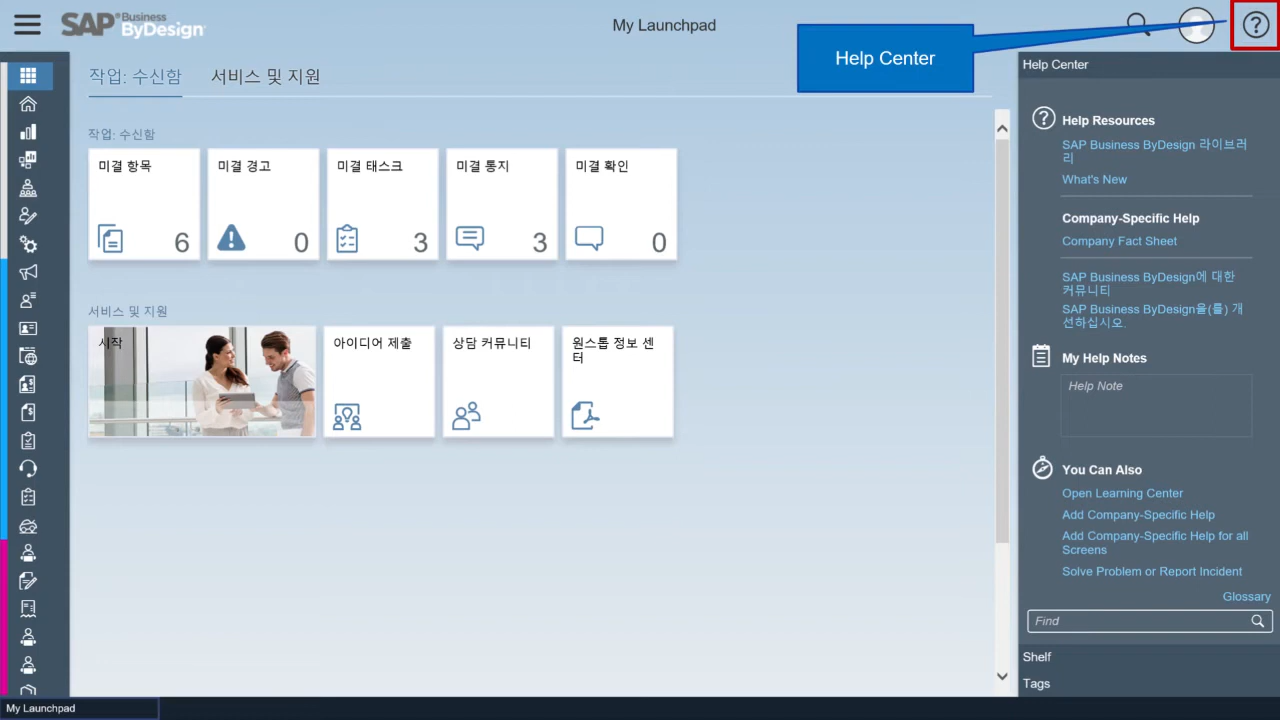 SAP Business ByDesign
My Launchpad
Help Center
작업: 수신함
서비스 및 지원
작업: 수신함
미결 항목
6
미결 경고
0
미결 태스크
3
미결 통지
3
미결 확인
0
서비스 및 지원
시작
아이디어 제출
상담 커뮤니티
원스톱 정보 센
터
Help Center
Help Resources
SAP Business ByDesign 라이브러
리
What's New
Company-Specific Help
Company Fact Sheet
SAP Business ByDesign에 대한
커뮤니티
SAP Business ByDesign을(를) 개
선하십시오.
My Help Notes
Help Note
You Can Also
Open Learning Center
Add Company-Specific Help
Add Company-Specific Help for all
Screens
Solve Problem or Report Incident
Glossary
Find
Shelf
Tags
My Launchpad